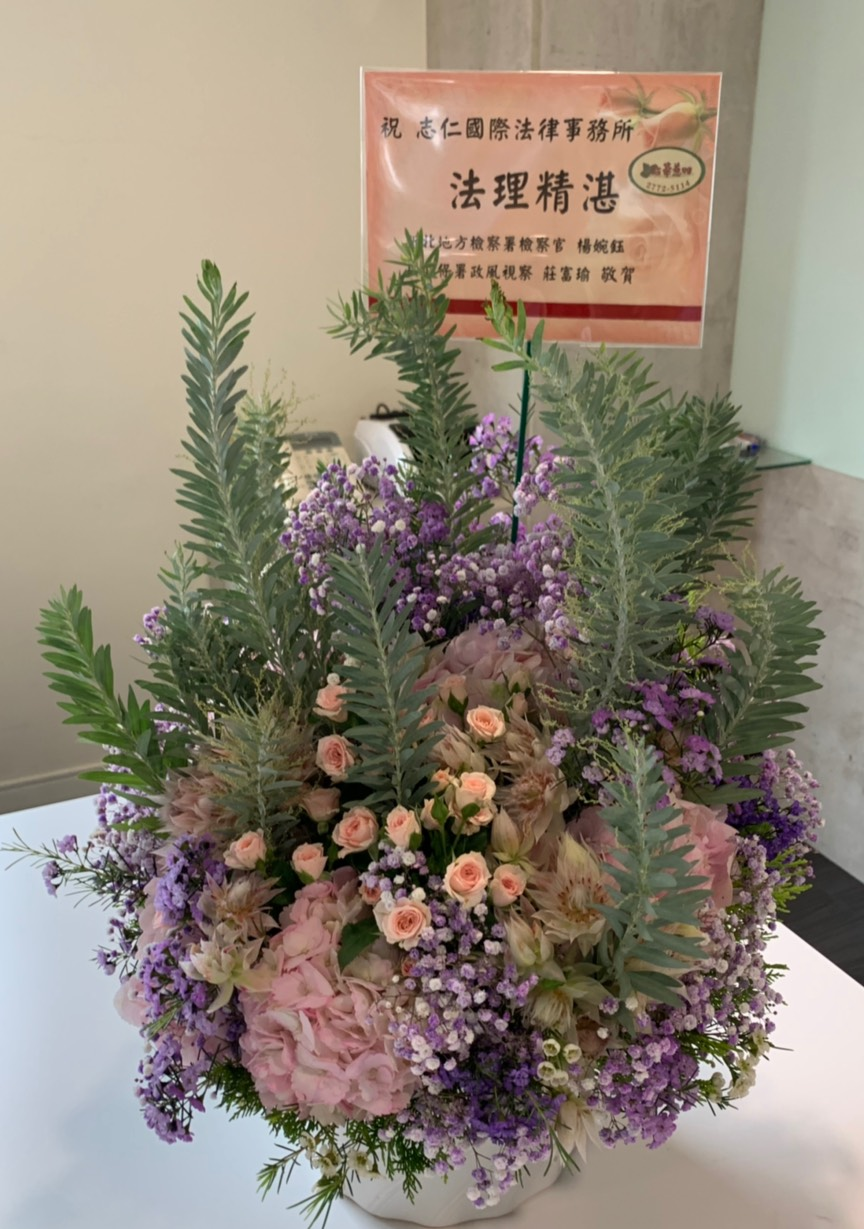 祝 志仁國際法律事務所
法理精湛
2772-5114
北地方檢察署檢察官 楊婉鈺
保署政風視察 莊富瑜 敬賀